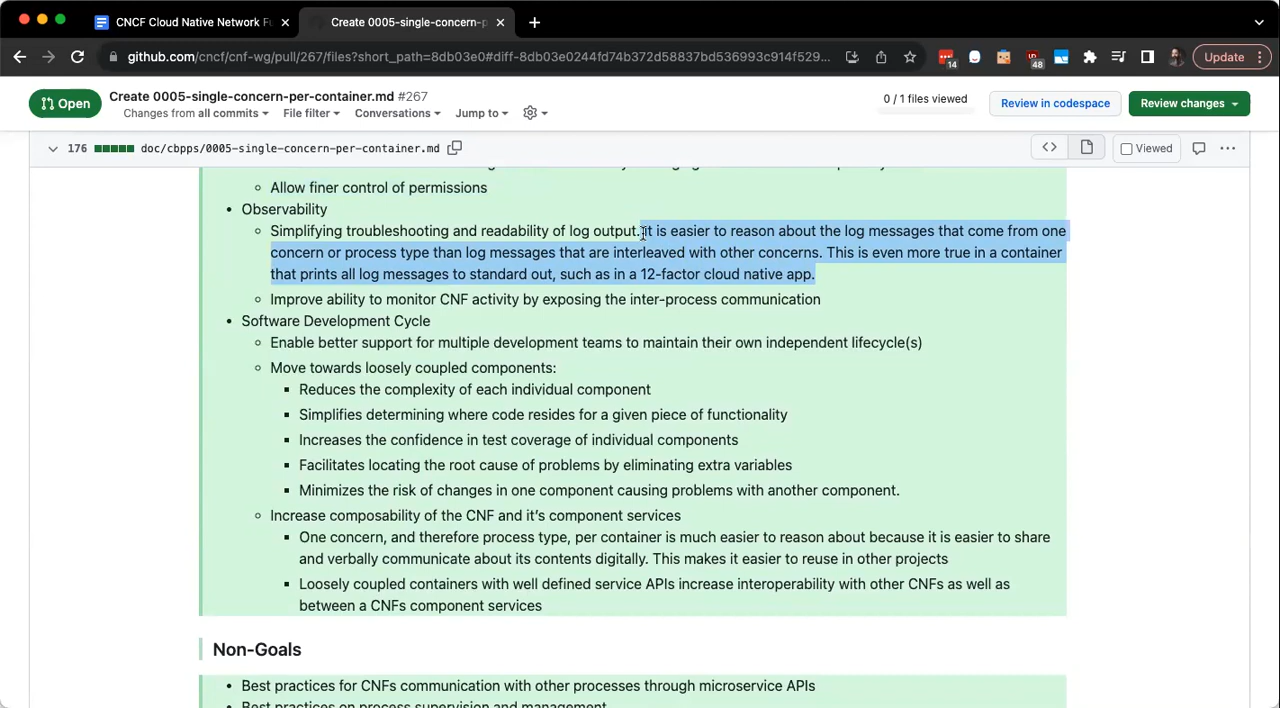 CNCF Cloud Native Network Fu
Create 0005-single-concern-p
github.com/cncf/cnf-wg/pull/267/files?short_path=8db03e0#diff-8db03e0244fd74b372d58837bd536993c914f529...
14
48
Update
Open
Create 0005-single-concern-per-container.md #267
Changes from all commits
File filter
Conversations
Jump to
0 / 1 files viewed
Review in codespace
Review changes
176
doc/cbpps/0005-single-concern-per-container.md
Viewed
Allow finer control of permissions
• Observability
Simplifying troubleshooting and readability of log output. It is easier to reason about the log messages that come from one
concern or process type than log messages that are interleaved with other concerns. This is even more true in a container
that prints all log messages to standard out, such as in a 12-factor cloud native app.
Improve ability to monitor CNF activity by exposing the inter-process communication
• Software Development Cycle
Enable better support for multiple development teams to maintain their own independent lifecycle(s)
Move towards loosely coupled components:
Reduces the complexity of each individual component
Simplifies determining where code resides for a given piece of functionality
Increases the confidence in test coverage of individual components
Facilitates locating the root cause of problems by eliminating extra variables
Minimizes the risk of changes in one component causing problems with another component.
Increase composability of the CNF and it's component services
One concern, and therefore process type, per container is much easier to reason about because it is easier to share
and verbally communicate about its contents digitally. This makes it easier to reuse in other projects
Loosely coupled containers with well defined service APIs increase interoperability with other CNFs as well as
between a CNFs component services
Non-Goals
• Best practices for CNFs communication with other processes through microservice APIs
Best practices on process supervision and management